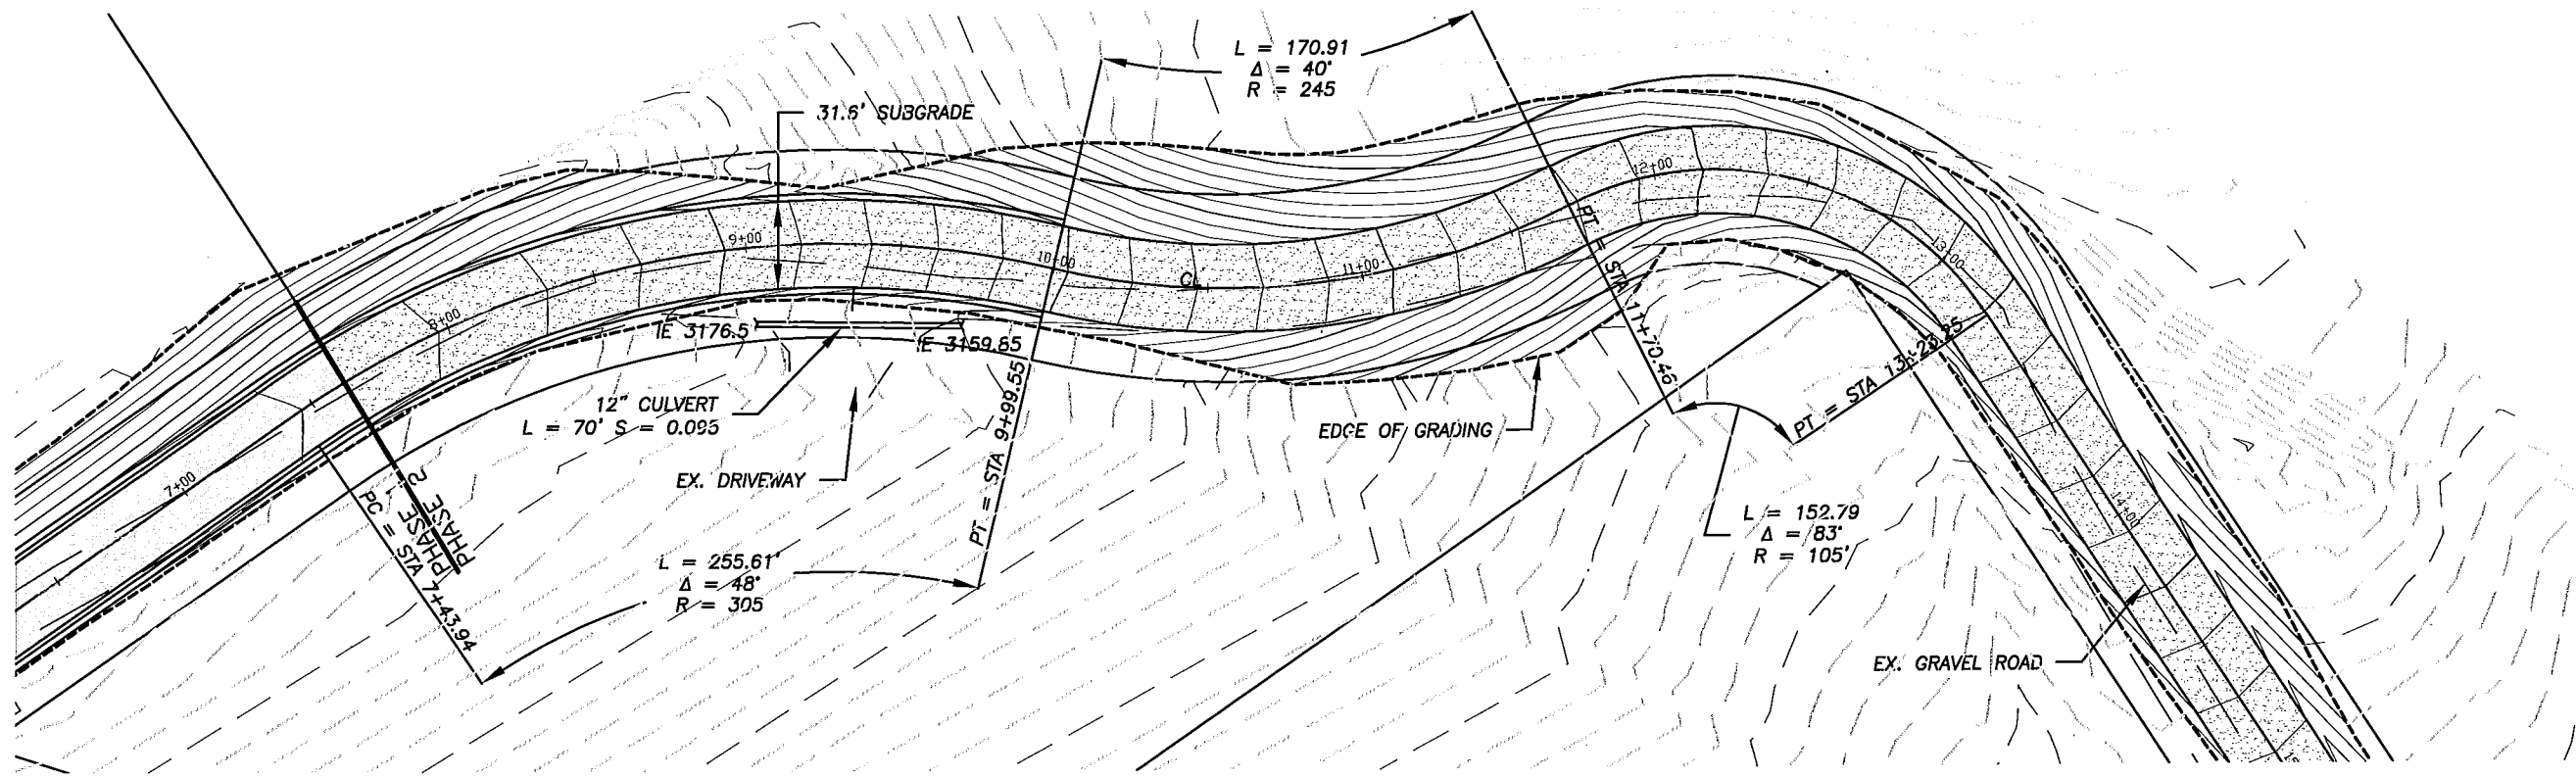 L = 170.91
Δ = 40°
R = 245
31.6' SUBGRADE
12+00
9+00
10+00
11+00
13+00
CL
8+00
IE 3176.5
IE 3159.85
PT = STA 11+70.46
PT = STA 13+23.25
12" CULVERT
L = 70' S = 0.095
EX. DRIVEWAY
EDGE OF GRADING
PT = STA 9+99.55
7+00
PC = STA 7+43.94
PHASE 1
PHASE 2
14+00
L = 255.61'
Δ = 48°
R = 305
L = 152.79
Δ = 83°
R = 105'
EX. GRAVEL ROAD